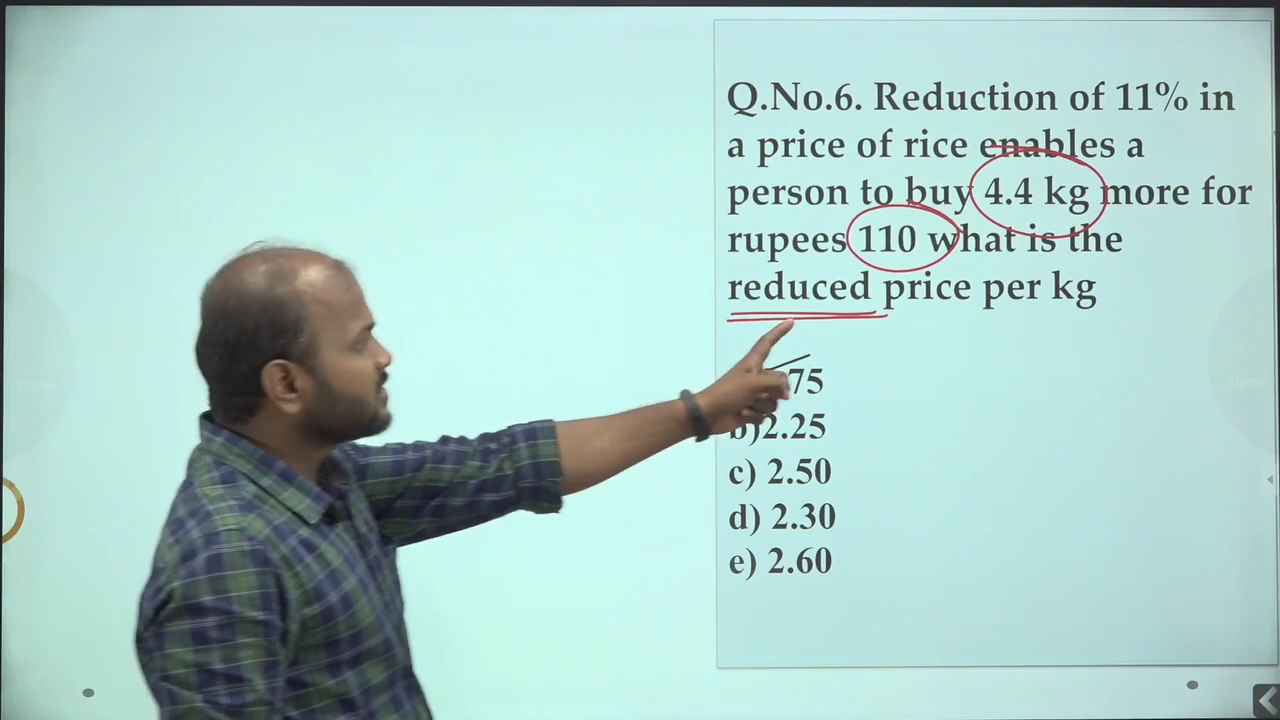 Q.No.6. Reduction of 11% in
a price of rice enables a
person to buy 4.4 kg more for
rupees 110 what is the
reduced price per kg
75
b)2.25
c) 2.50
d) 2.30
e) 2.60